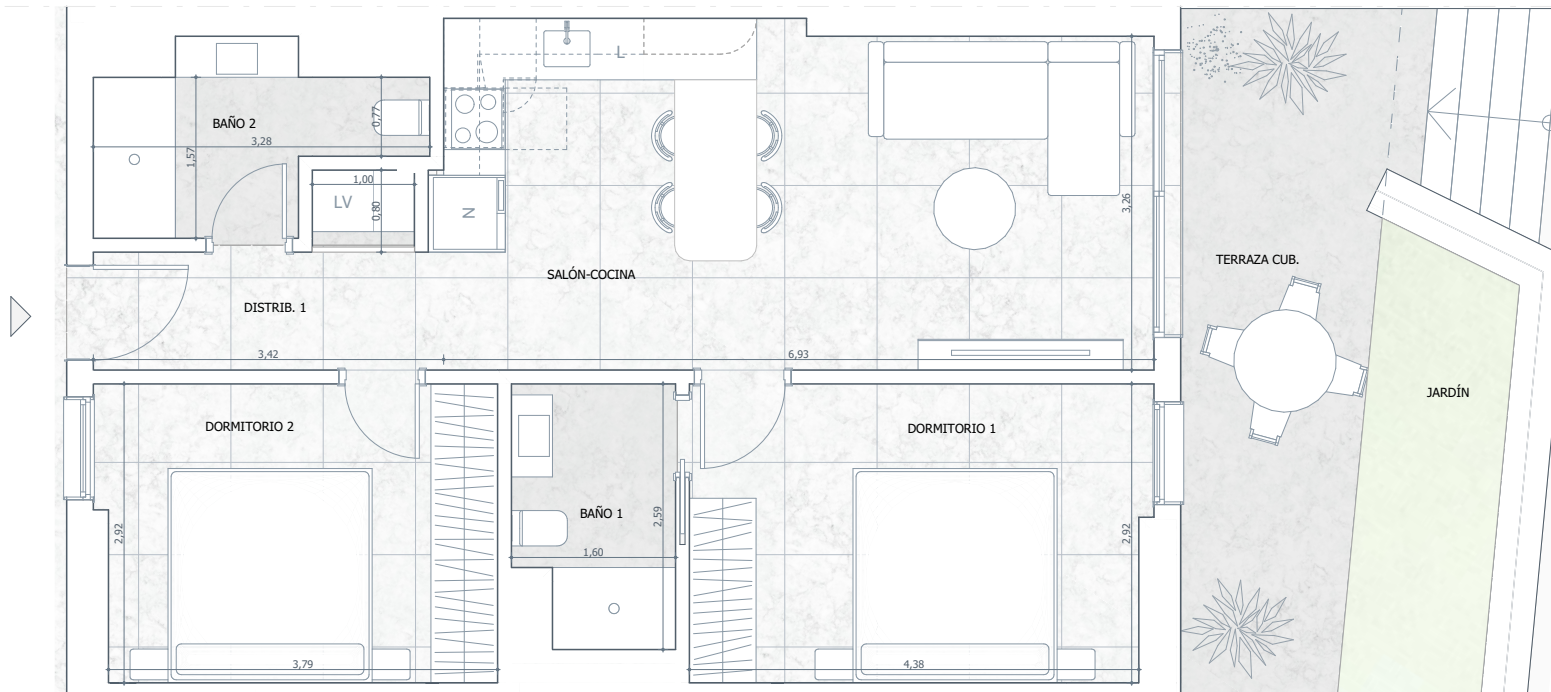 L
BAÑO 2
0,77
3,28
1,57
1,00
LV
0,80
N
3,26
SALÓN-COCINA
TERRAZA CUB.
DISTRIB. 1
3,42
6,93
JARDÍN
DORMITORIO 2
DORMITORIO 1
BAÑO 1
2,92
2,59
2,92
1,60
3,79
4,38